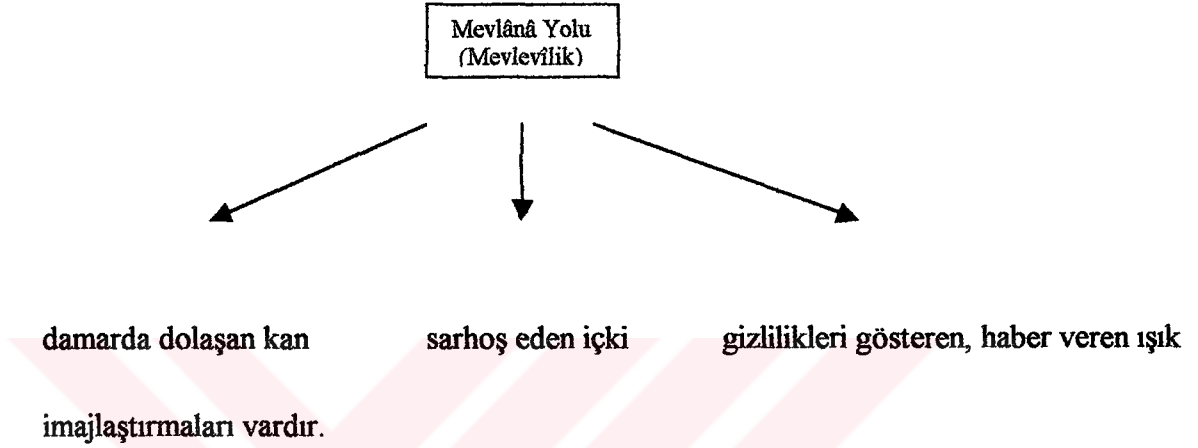 Mevlânâ Yolu
(Mevlevîlik)
damarda dolaşan kan sarhoş eden içki gizlilikleri gösteren, haber veren ışık
imajlaştırmaları vardır.